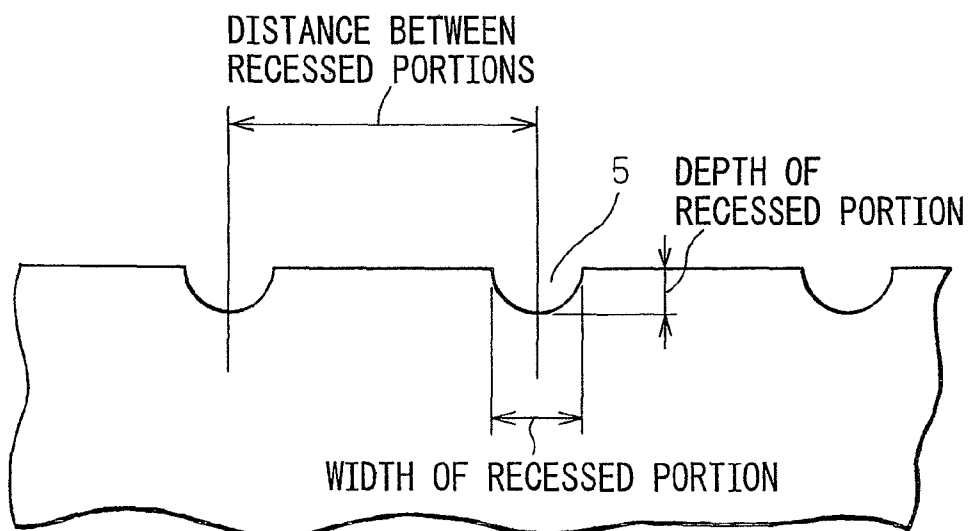 DISTANCE BETWEEN
RECESSED PORTIONS
5
DEPTH OF
RECESSED PORTION
WIDTH OF RECESSED PORTION